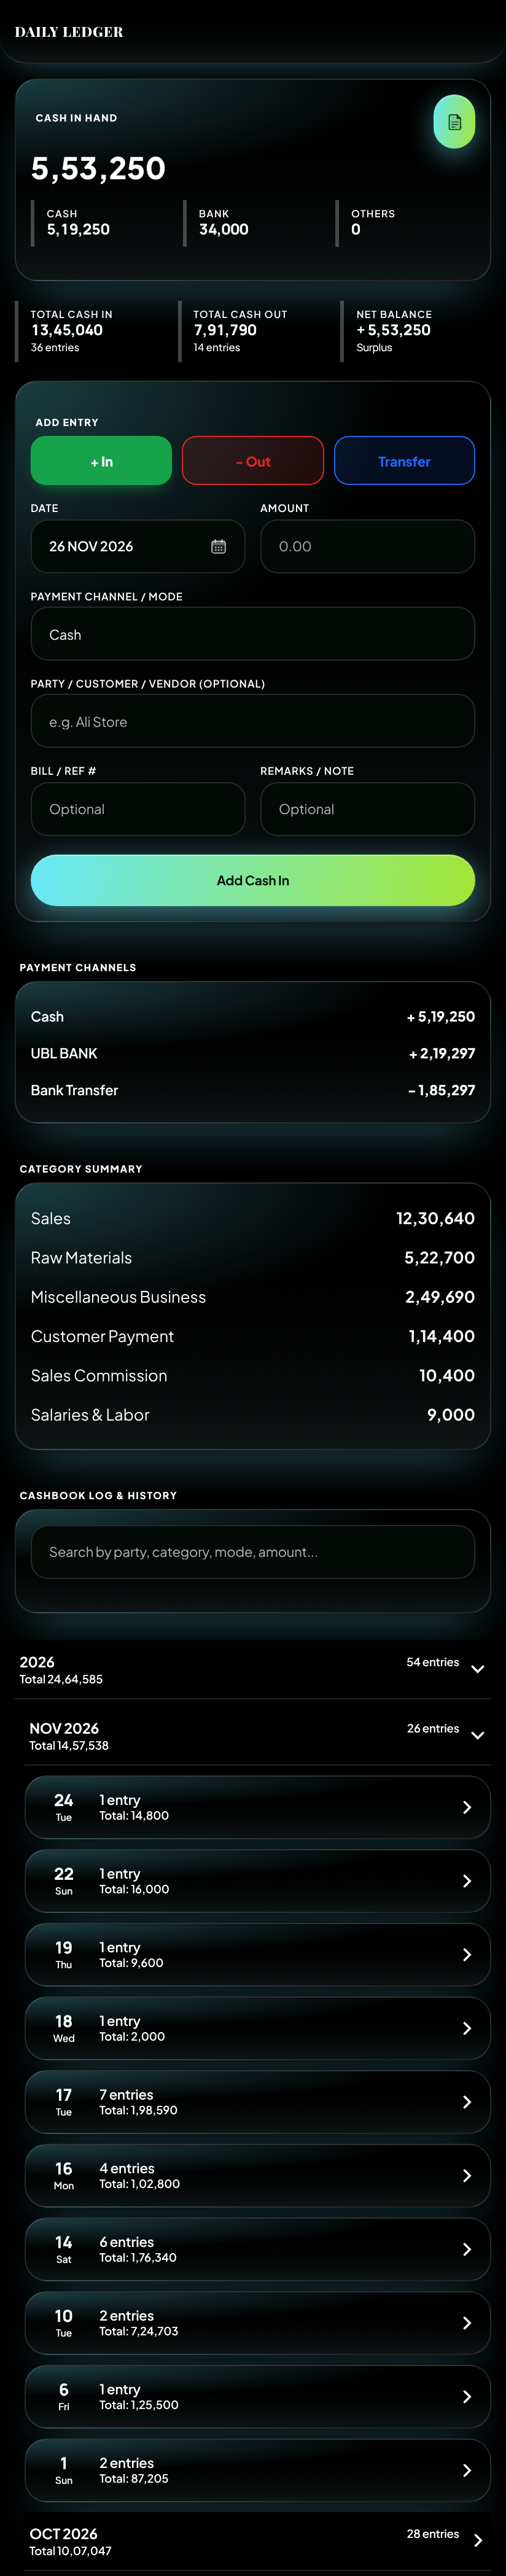 DAILY LEDGER
CASH IN HAND
5,53,250
CASH BANK OTHERS
5,19,250 34,000 0
TOTAL CASH IN TOTAL CASH OUT NET BALANCE
13,45,040 7,91,790 + 5,53,250
36 entries 14 entries Surplus
ADD ENTRY
+ In – Out Transfer
DATE AMOUNT
26 NOV 2026 0.00
PAYMENT CHANNEL / MODE
Cash
PARTY / CUSTOMER / VENDOR (OPTIONAL)
e.g. Ali Store
BILL / REF # REMARKS / NOTE
Optional Optional
Add Cash In
PAYMENT CHANNELS
Cash + 5,19,250
UBL BANK + 2,19,297
Bank Transfer – 1,85,297
CATEGORY SUMMARY
Sales 12,30,640
Raw Materials 5,22,700
Miscellaneous Business 2,49,690
Customer Payment 1,14,400
Sales Commission 10,400
Salaries & Labor 9,000
CASHBOOK LOG & HISTORY
Search by party, category, mode, amount...
2026 54 entries
Total 24,64,585
NOV 2026 26 entries
Total 14,57,538
24 1 entry
Tue Total: 14,800
22 1 entry
Sun Total: 16,000
19 1 entry
Thu Total: 9,600
18 1 entry
Wed Total: 2,000
17 7 entries
Tue Total: 1,98,590
16 4 entries
Mon Total: 1,02,800
14 6 entries
Sat Total: 1,76,340
10 2 entries
Tue Total: 7,24,703
6 1 entry
Fri Total: 1,25,500
1 2 entries
Sun Total: 87,205
OCT 2026 28 entries
Total 10,07,047